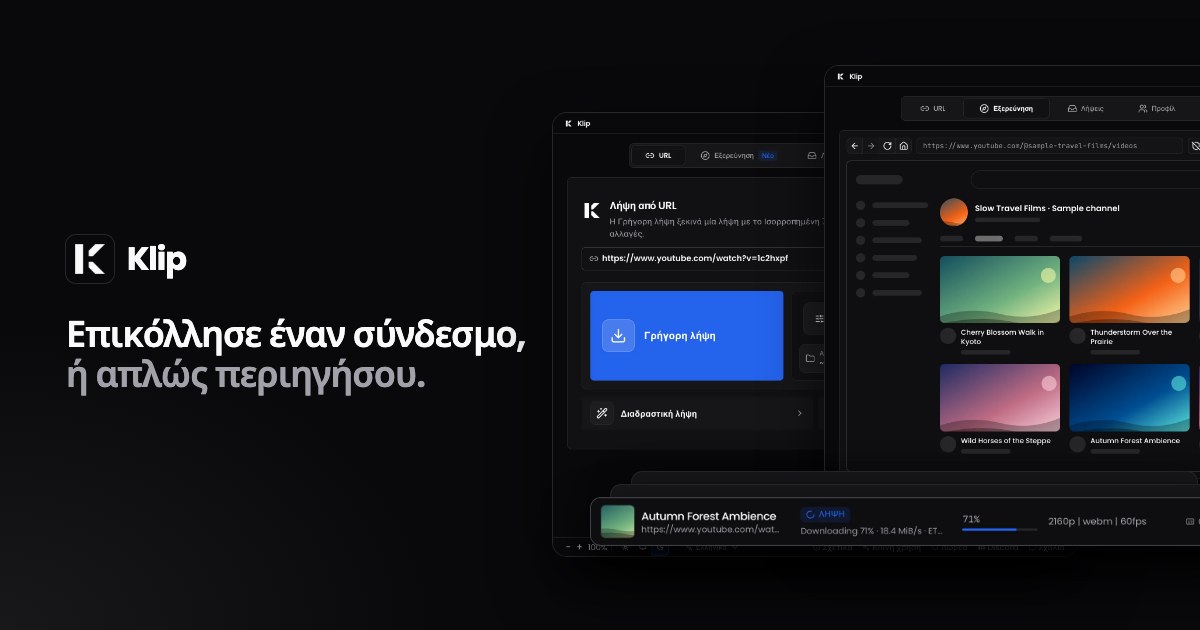 Klip
Επικόλλησε έναν σύνδεσμο,
ή απλώς περιηγήσου.
Klip
URL
Εξερεύνηση
Νέο
Λήψη από URL
Η Γρήγορη λήψη ξεκινά μία λήψη με το Ισορροπημένο
αλλαγές.
https://www.youtube.com/watch?v=1c2hxpf
Γρήγορη λήψη
Διαδραστική λήψη
Klip
URL
Εξερεύνηση
Λήψεις
Προφίλ
https://www.youtube.com/@sample-travel-films/videos
Slow Travel Films · Sample channel
Cherry Blossom Walk in
Kyoto
Thunderstorm Over the
Prairie
Wild Horses of the Steppe
Autumn Forest Ambience
Autumn Forest Ambience
https://www.youtube.com/wat...
ΛΗΨΗ
Downloading 71% · 18.4 MiB/s · ET...
71%
2160p | webm | 60fps
- + 100%